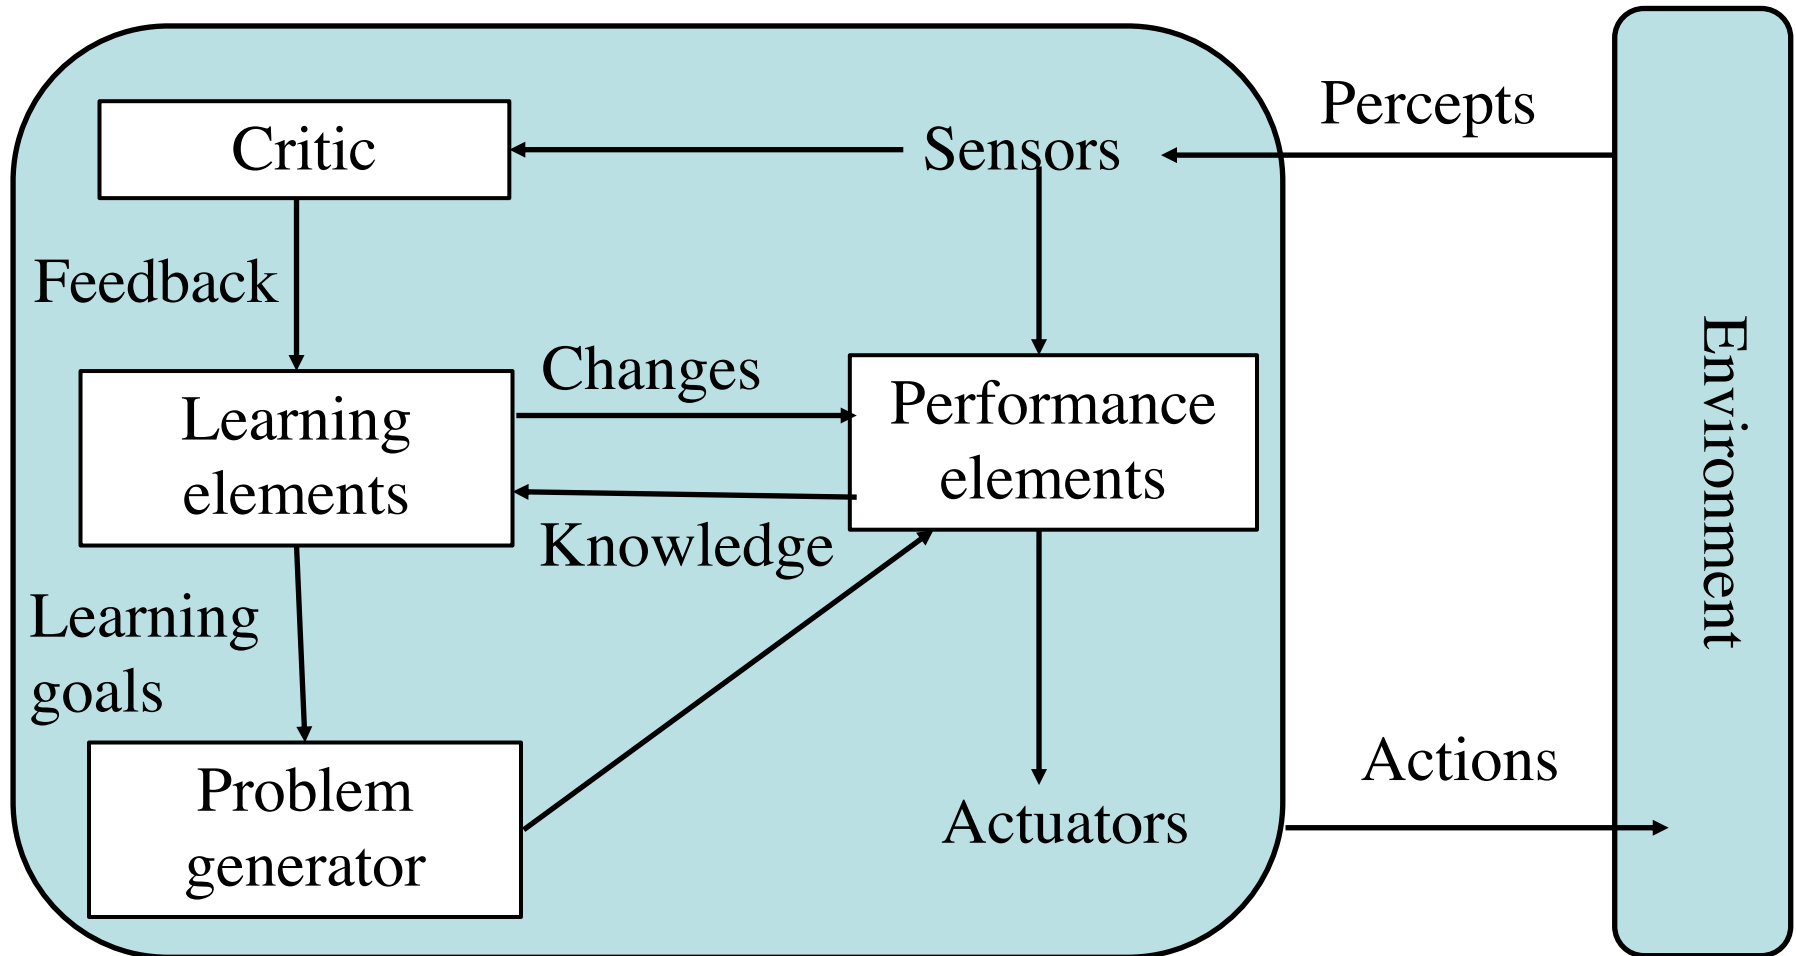 Percepts
Critic
Sensors
Feedback
Changes
Performance
elements
Learning
elements
Knowledge
Environment
Learning
goals
Problem
generator
Actions
Actuators